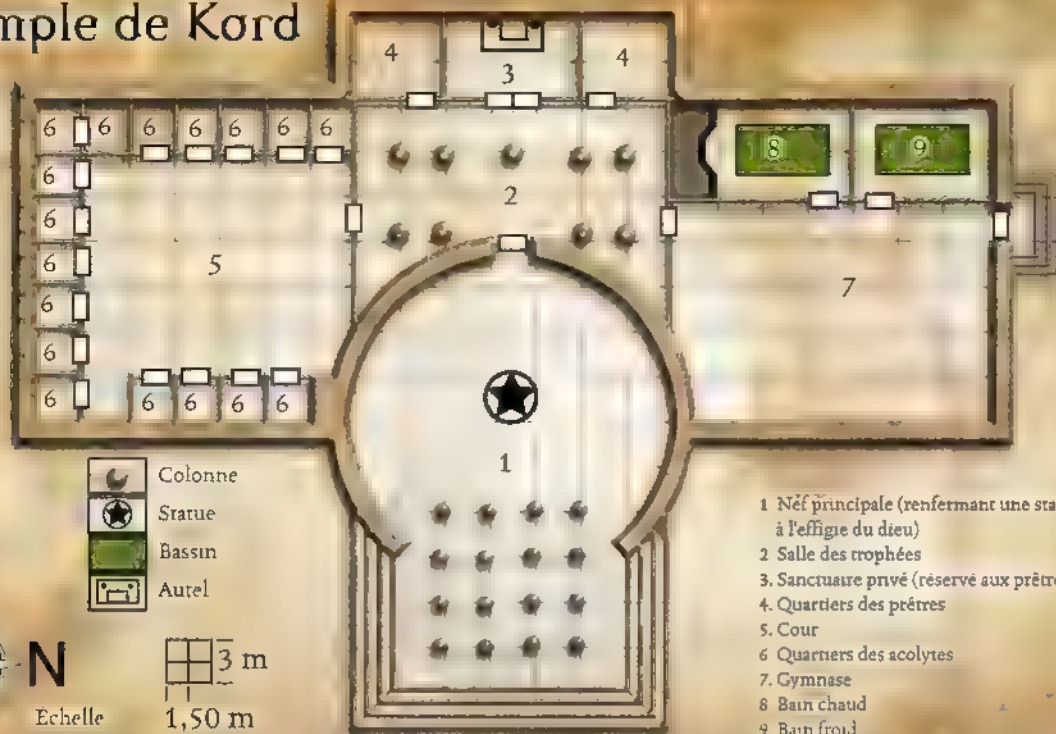 mple de Kord
4
3
4
6 6 6 6 6 6 6
8
9
6
2
6
6
5
7
6
6
6
6 6 6 6
1
Colonne
Statue
Bassin
Autel
N
3 m
Échelle
1,50 m
1 Nef principale (renfermant une sta
à l'effigie du dieu)
2 Salle des trophées
3. Sanctuaire privé (réservé aux prêtre
4. Quartiers des prêtres
5. Cour
6 Quartiers des acolytes
7. Gymnase
8 Bain chaud
9 Bain froid